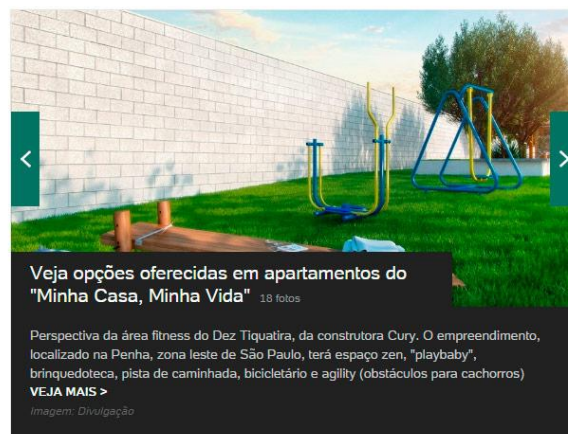 Veja opções oferecidas em apartamentos do
"Minha Casa, Minha Vida" 18 fotos
Perspectiva da área fitness do Dez Tiquatira, da construtora Cury. O empreendimento,
localizado na Penha, zona leste de São Paulo, terá espaço zen, "playbaby",
brinquedoteca, pista de caminhada, bicicletário e agility (obstáculos para cachorros)
VEJA MAIS >
Imagem: Divulgação